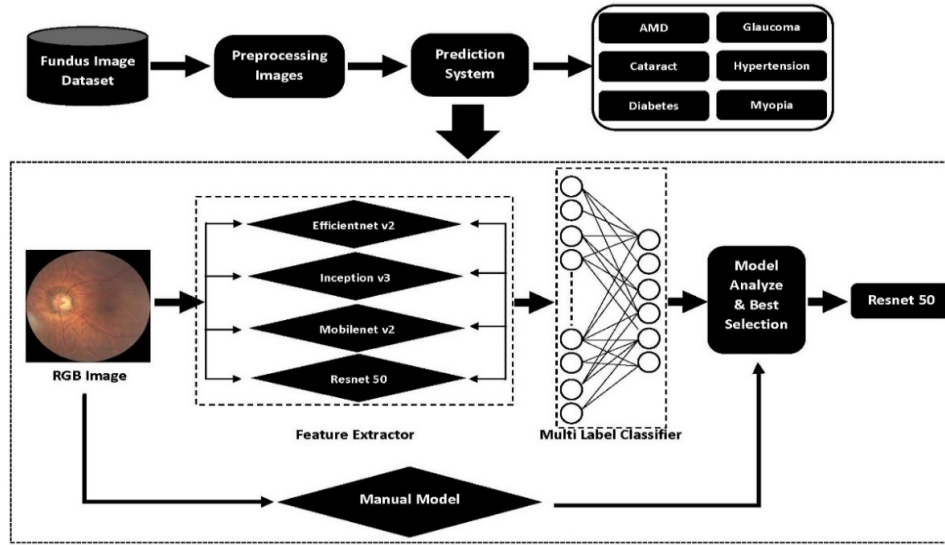 Fundus Image
Dataset
Preprocessing
Images
Prediction
System
AMD
Glaucoma
Cataract
Hypertension
Diabetes
Myopia
Efficientnet v2
Inception v3
Mobilenet v2
Resnet 50
RGB Image
Feature Extractor
Multi Label Classifier
Model
Analyze
& Best
Selection
Resnet 50
Manual Model